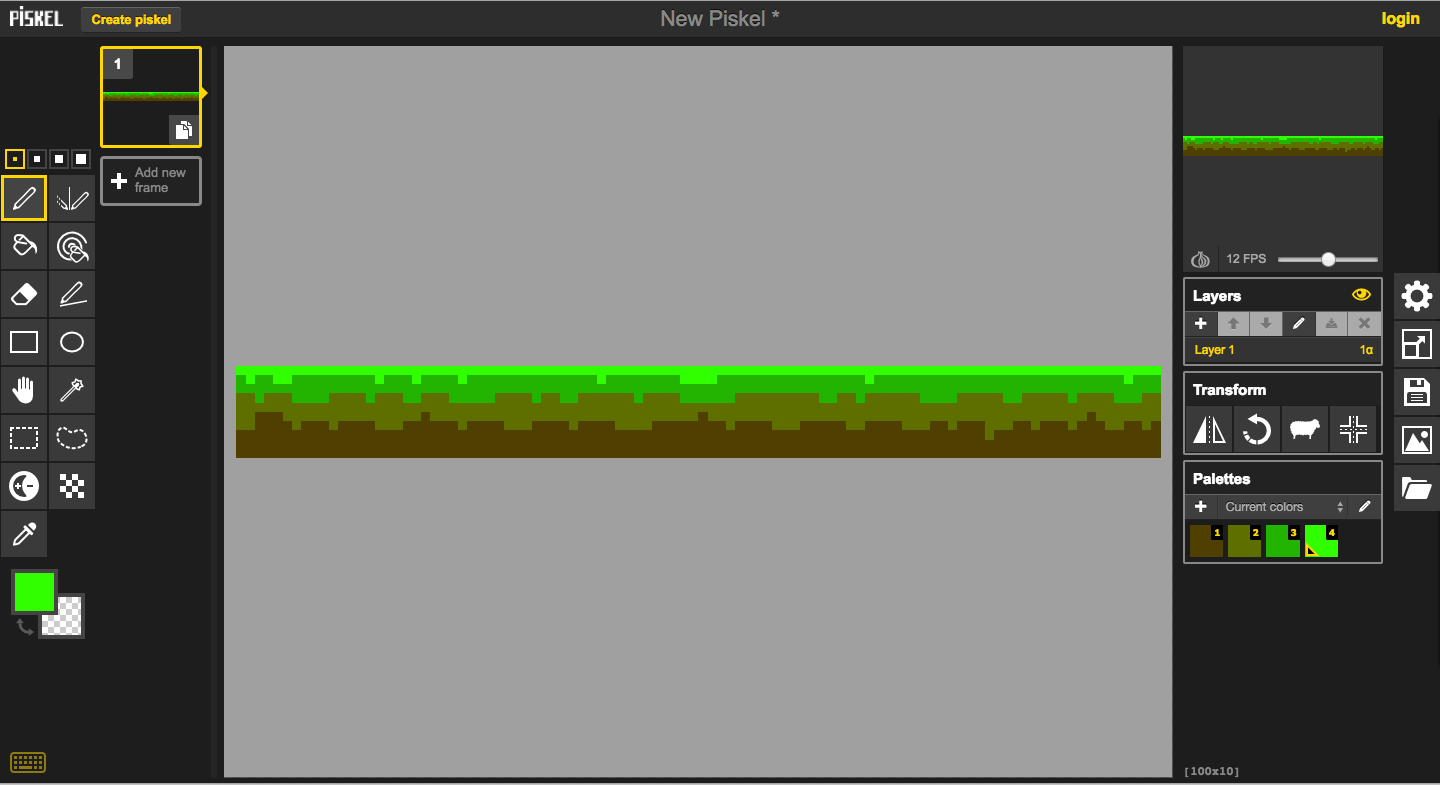 PiSKEL
Create piskel
New Piskel *
login
1
Add new
frame
12 FPS
Layers
Layer 1
1α
Transform
Palettes
Current colors
1
2
3
4
[100x10]